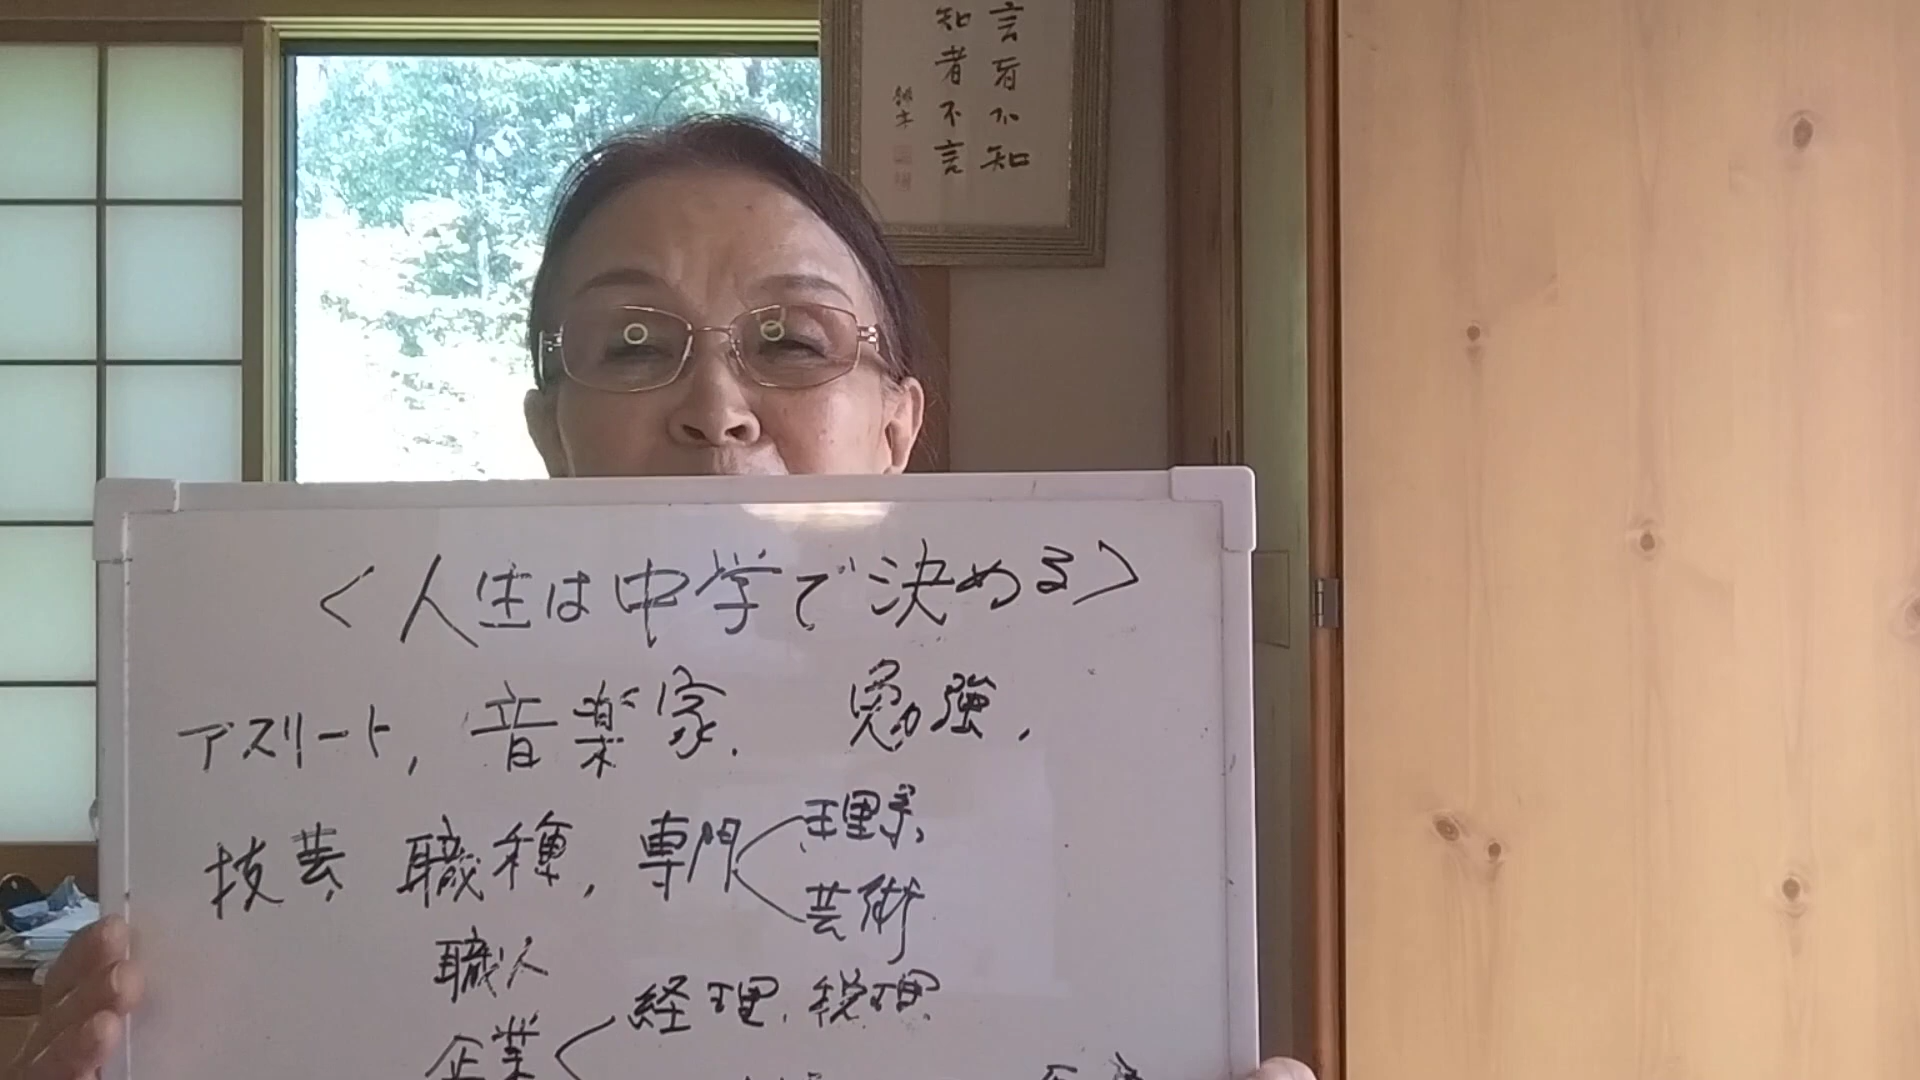 言者不知
知者不言
<人生は中学で決める>
アスリート, 音楽家. 勉強,
技芸 職種, 専門 理系,
芸術
職人
経理, 税理
企業